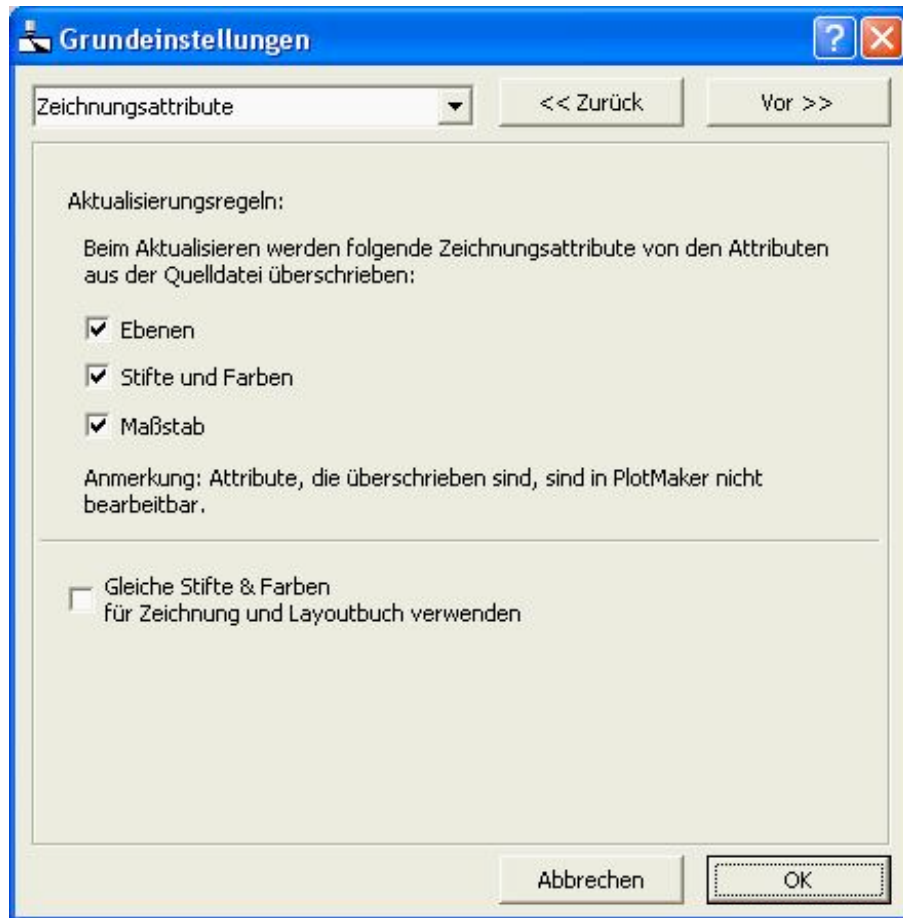 Grundeinstellungen
Zeichnungsattribute
<< Zurück
Vor >>
Aktualisierungsregeln:
Beim Aktualisieren werden folgende Zeichnungsattribute von den Attributen
aus der Quelldatei überschrieben:
Ebenen
Stifte und Farben
Maßstab
Anmerkung: Attribute, die überschrieben sind, sind in PlotMaker nicht
bearbeitbar.
Gleiche Stifte & Farben
für Zeichnung und Layoutbuch verwenden
Abbrechen
OK